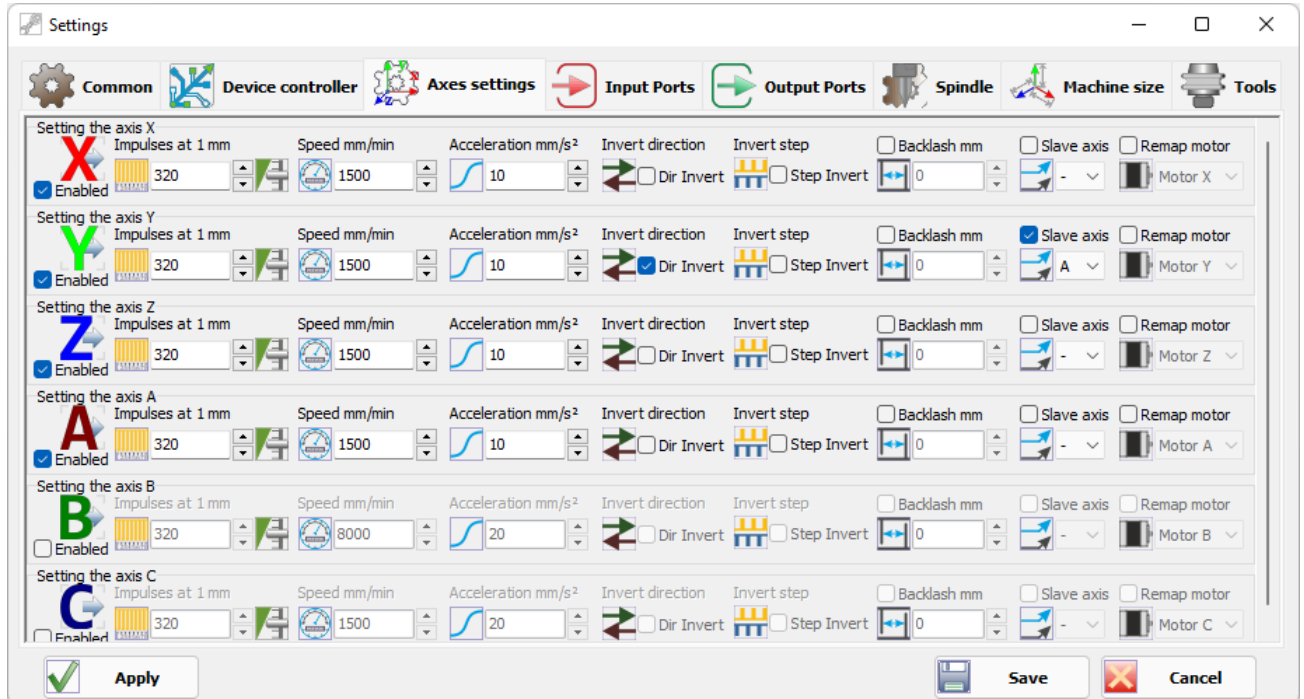 Settings
Common Device controller Axes settings Input Ports Output Ports Spindle Machine size Tools
Setting the axis X
Impulses at 1 mm Speed mm/min Acceleration mm/s² Invert direction Invert step Backlash mm Slave axis Remap motor
X 320 1500 10 Dir Invert Step Invert 0 - Motor X
Enabled
Setting the axis Y
Impulses at 1 mm Speed mm/min Acceleration mm/s² Invert direction Invert step Backlash mm Slave axis Remap motor
Y 320 1500 10 Dir Invert Step Invert 0 A Motor Y
Enabled
Setting the axis Z
Impulses at 1 mm Speed mm/min Acceleration mm/s² Invert direction Invert step Backlash mm Slave axis Remap motor
Z 320 1500 10 Dir Invert Step Invert 0 - Motor Z
Enabled
Setting the axis A
Impulses at 1 mm Speed mm/min Acceleration mm/s² Invert direction Invert step Backlash mm Slave axis Remap motor
A 320 1500 10 Dir Invert Step Invert 0 - Motor A
Enabled
Setting the axis B
Impulses at 1 mm Speed mm/min Acceleration mm/s² Invert direction Invert step Backlash mm Slave axis Remap motor
B 320 8000 20 Dir Invert Step Invert 0 - Motor B
Enabled
Setting the axis C
Impulses at 1 mm Speed mm/min Acceleration mm/s² Invert direction Invert step Backlash mm Slave axis Remap motor
C 320 1500 20 Dir Invert Step Invert 0 - Motor C
Enabled
Apply Save Cancel